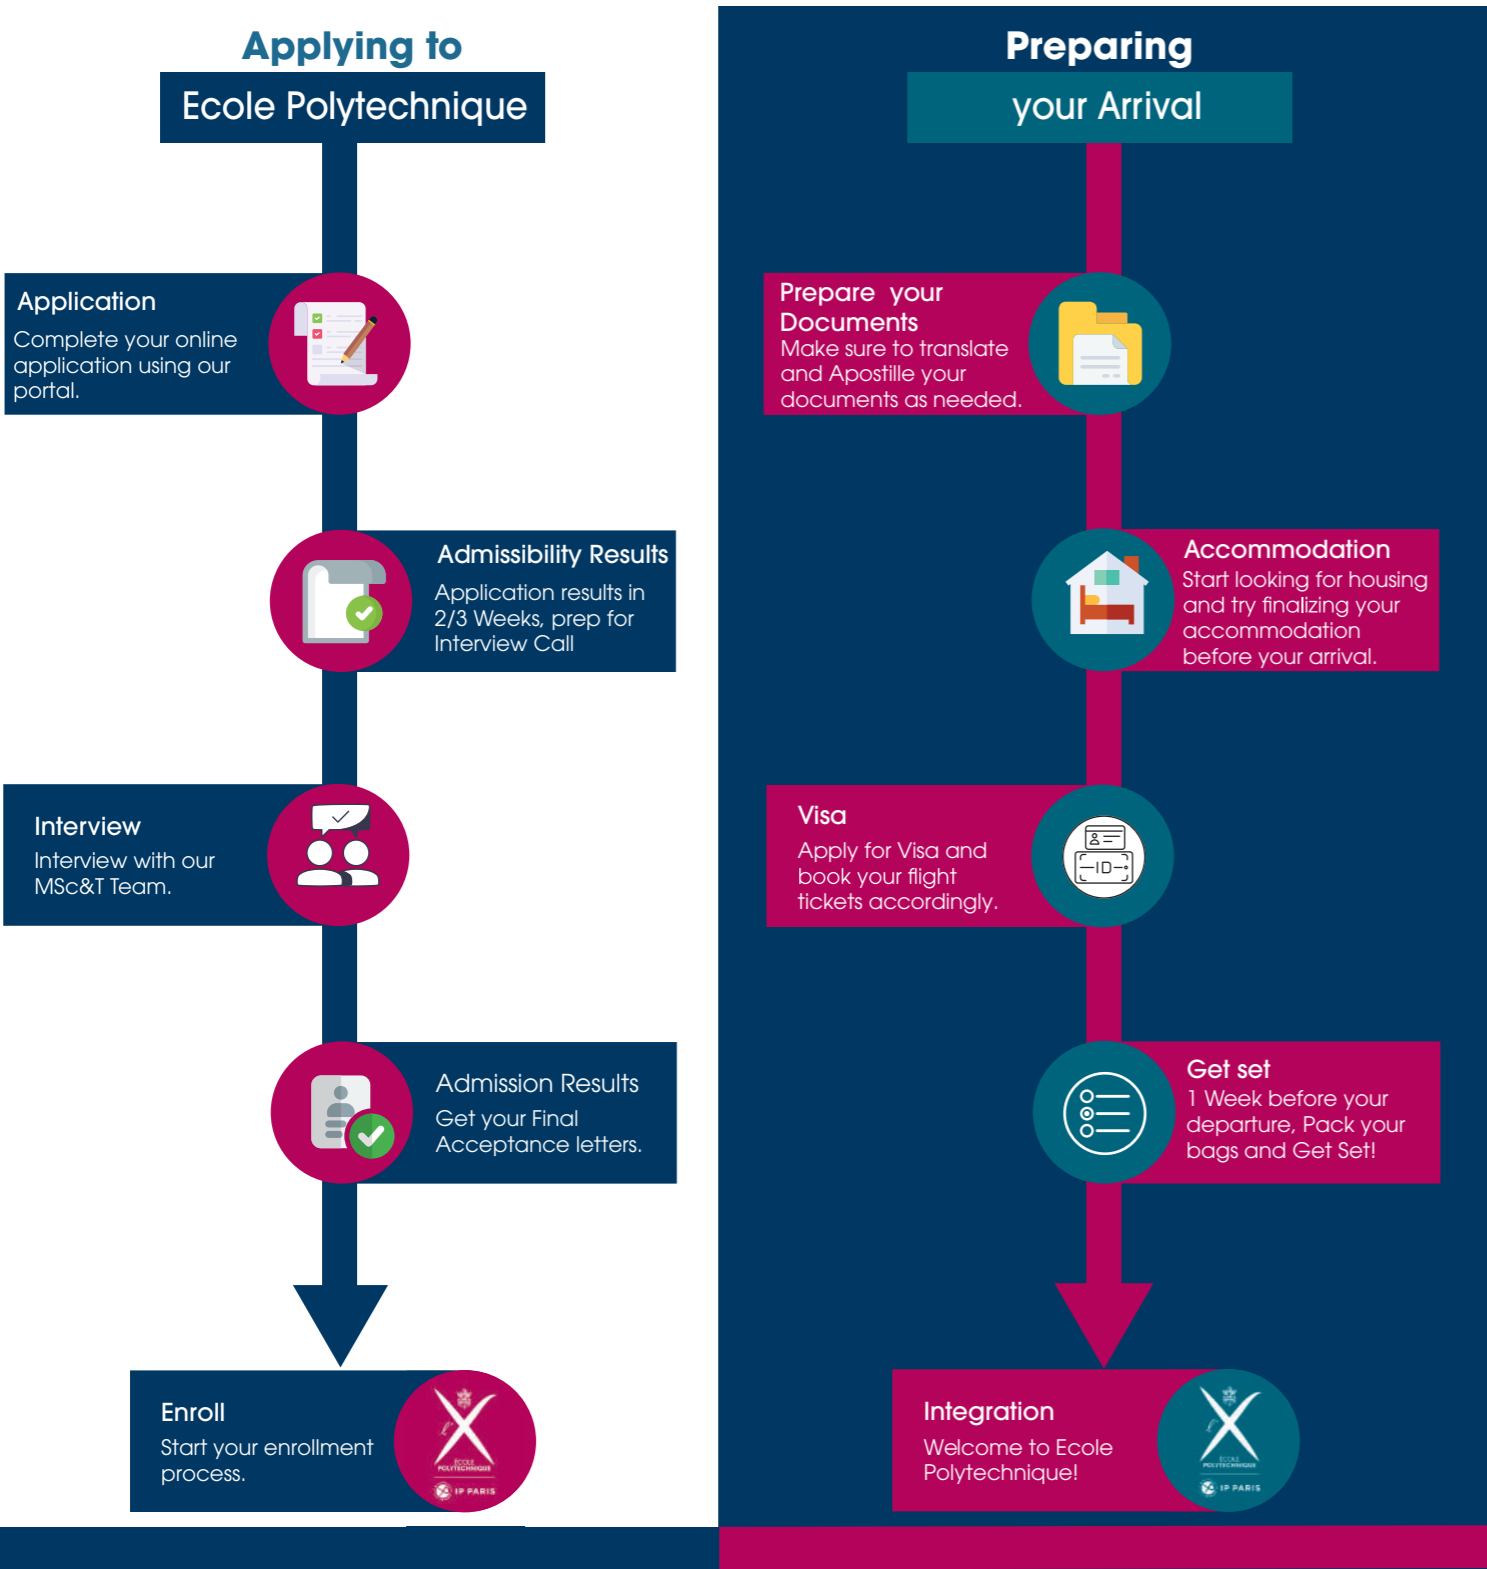 Applying to
Ecole Polytechnique
Application
Complete your online
application using our
portal.
Admissibility Results
Application results in
2/3 Weeks, prep for
Interview Call
Interview
Interview with our
MSc&T Team.
Admission Results
Get your Final
Acceptance letters.
Enroll
Start your enrollment
process.
ÉCOLE
POLYTECHNIQUE
IP PARIS
Preparing
your Arrival
Prepare your
Documents
Make sure to translate
and Apostille your
documents as needed.
Accommodation
Start looking for housing
and try finalizing your
accommodation
before your arrival.
Visa
Apply for Visa and
book your flight
tickets accordingly.
ID
Get set
1 Week before your
departure, Pack your
bags and Get Set!
Integration
Welcome to Ecole
Polytechnique!
ÉCOLE
POLYTECHNIQUE
IP PARIS